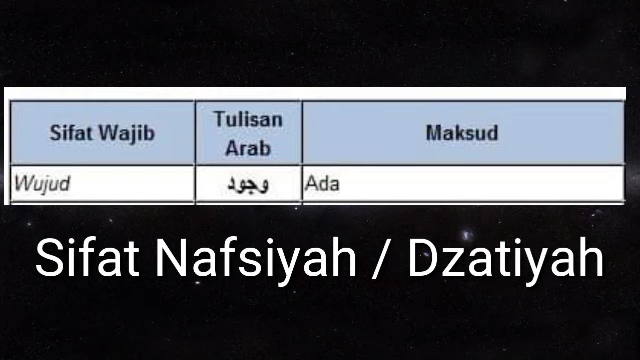 Sifat Wajib Tulisan Arab Maksud
Wujud وجود Ada
Sifat Nafsiyah / Dzatiyah